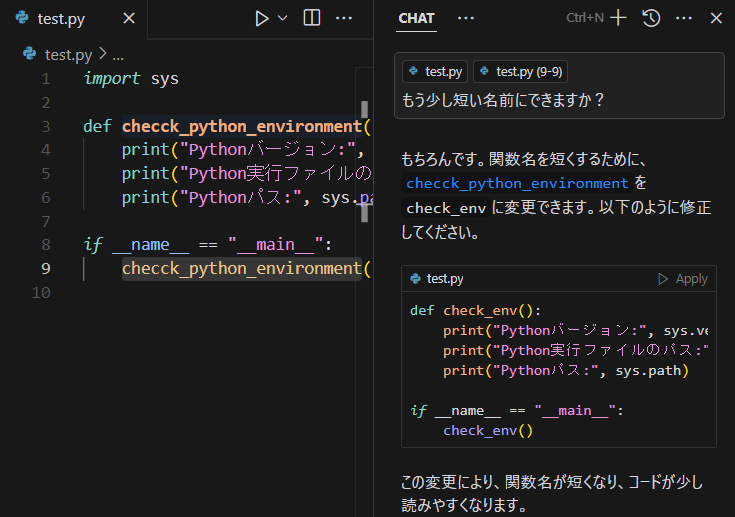 test.py
test.py > ...
1 import sys
2
3 def checck_python_environment(
4 print("Pythonバージョン:",
5 print("Python実行ファイルの
6 print("Pythonパス:", sys.pa
7
8 if __name__ == "__main__":
9 checck_python_environment(
10
CHAT
Ctrl+N
test.py test.py (9-9)
もう少し短い名前にできますか？
もちろんです。関数名を短くするために、
checck_python_environment を
check_env に変更できます。以下のように修正
してください。
test.py Apply
def check_env():
print("Pythonバージョン:", sys.ve
print("Python実行ファイルのパス:"
print("Pythonパス:", sys.path)
if __name__ == "__main__":
check_env()
この変更により、関数名が短くなり、コードが少し
読みやすくなります。